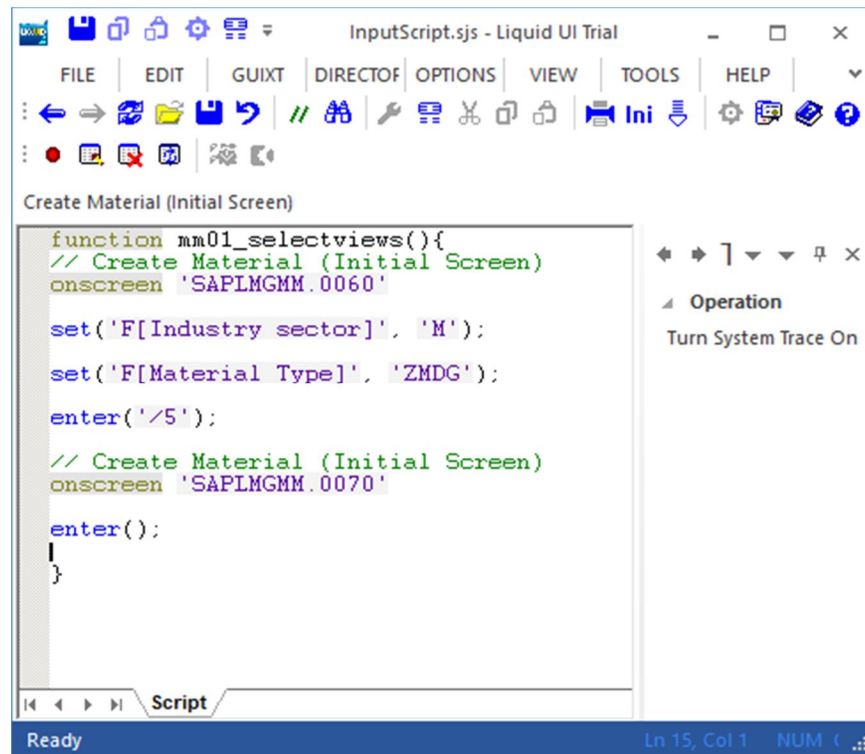 InputScript.sjs - Liquid UI Trial
FILE EDIT GUIXT DIRECTOF OPTIONS VIEW TOOLS HELP
Ini
Create Material (Initial Screen)
function mm01_selectviews(){
// Create Material (Initial Screen)
onscreen 'SAPLMGMM.0060'
set('F[Industry sector]', 'M');
set('F[Material Type]', 'ZMDG');
enter('/5');
// Create Material (Initial Screen)
onscreen 'SAPLMGMM.0070'
enter();
}
Operation
Turn System Trace On
Script
Ready Ln 15, Col 1 NUM